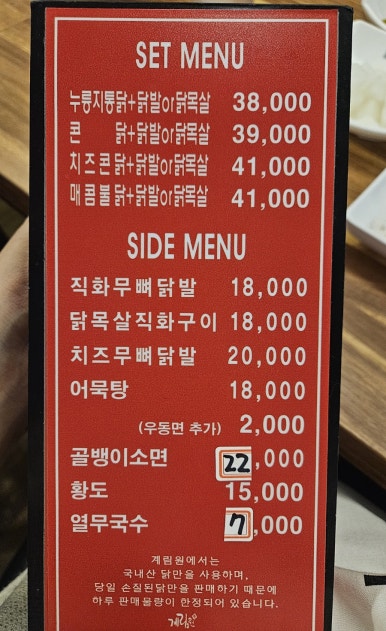 SET MENU
누룽지통닭+닭발or닭목살 38,000
콘 닭+닭발or닭목살 39,000
치즈콘닭+닭발or닭목살 41,000
매콤불닭+닭발or닭목살 41,000
SIDE MENU
직화무뼈닭발 18,000
닭목살직화구이 18,000
치즈무뼈닭발 20,000
어묵탕 18,000
(우동면 추가) 2,000
골뱅이소면 22,000
황도 15,000
열무국수 7,000
계림원에서는
국내산 닭만을 사용하며,
당일 손질된닭만을 판매하기 때문에
하루 판매물량이 한정되어 있습니다.
계림원